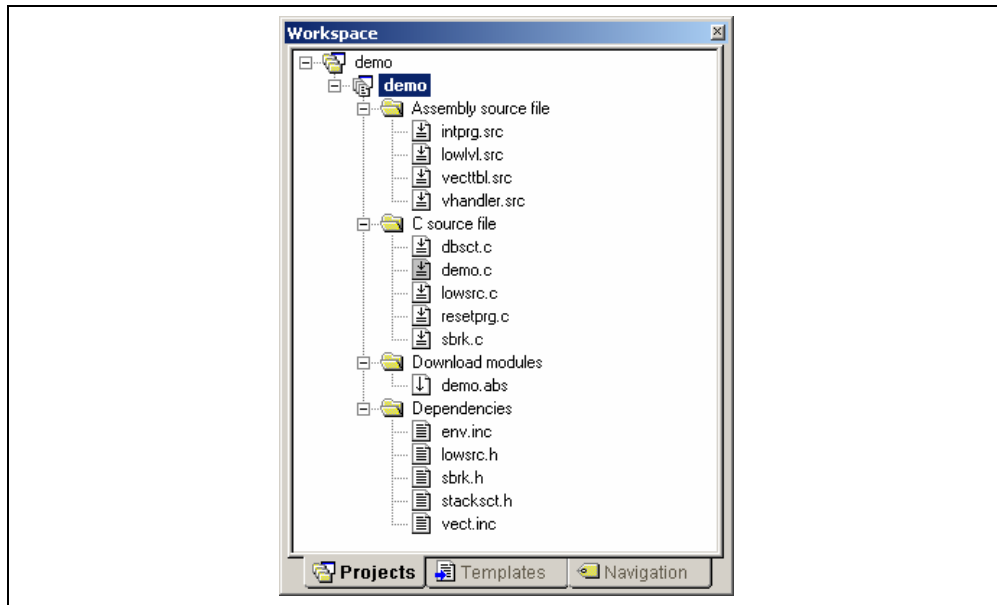 Workspace
demo
demo
Assembly source file
intprg.src
lowlvl.src
vecttbl.src
vhandler.src
C source file
dbsct.c
demo.c
lowsrc.c
resetprg.c
sbrk.c
Download modules
demo.abs
Dependencies
env.inc
lowsrc.h
sbrk.h
stacksct.h
vect.inc
Projects Templates Navigation